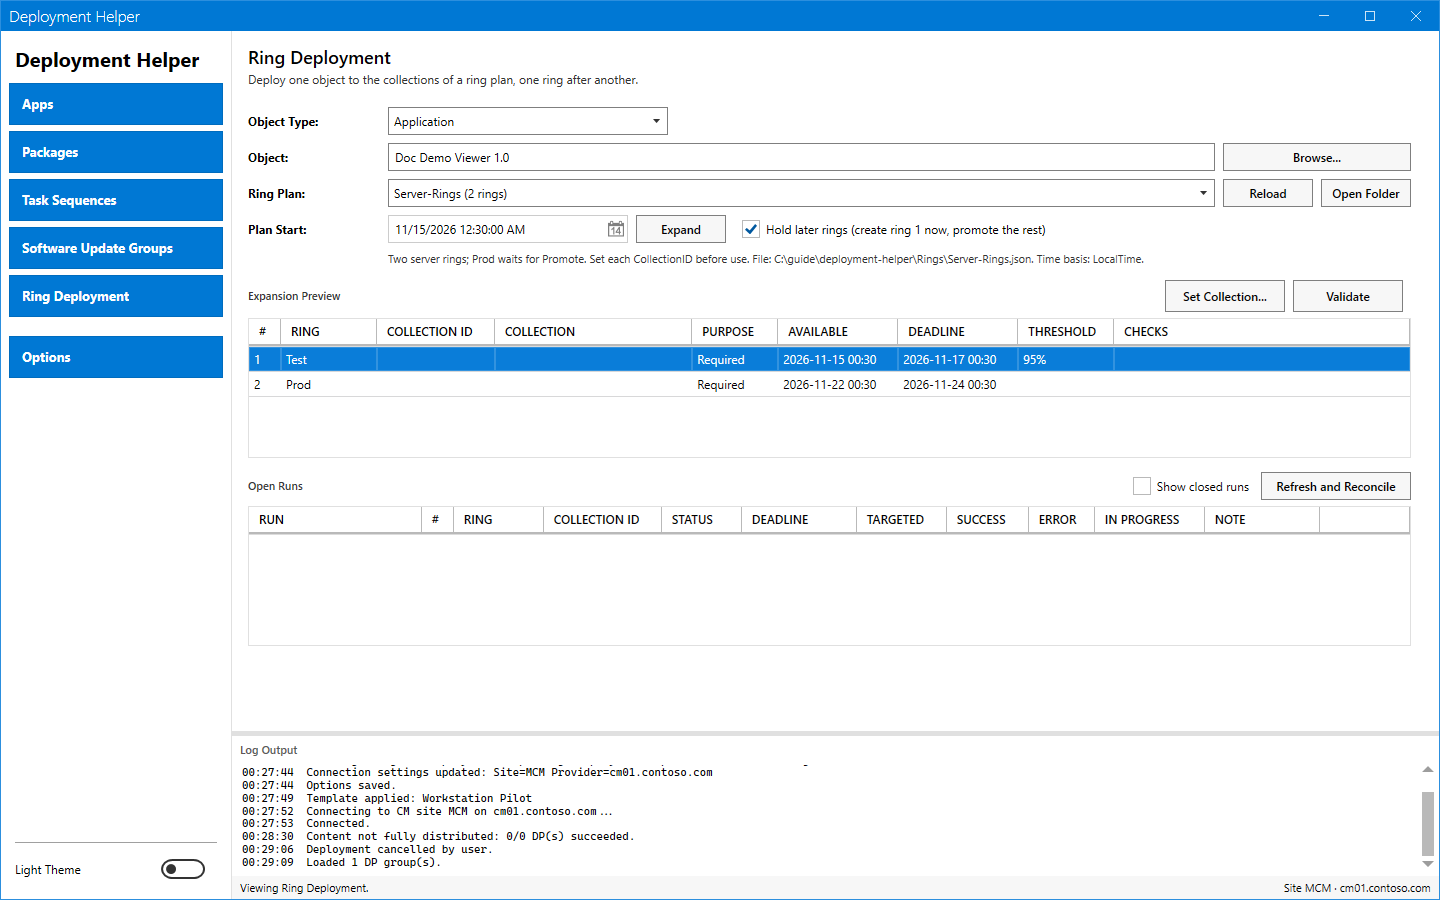 Deployment Helper
Deployment Helper
Apps
Packages
Task Sequences
Software Update Groups
Ring Deployment
Options
Light Theme
Ring Deployment
Deploy one object to the collections of a ring plan, one ring after another.
Object Type: Application
Object: Doc Demo Viewer 1.0 Browse...
Ring Plan: Server-Rings (2 rings) Reload Open Folder
Plan Start: 11/15/2026 12:30:00 AM 14 Expand Hold later rings (create ring 1 now, promote the rest)
Two server rings; Prod waits for Promote. Set each CollectionID before use. File: C:\guide\deployment-helper\Rings\Server-Rings.json. Time basis: LocalTime.
Expansion Preview Set Collection... Validate
# RING COLLECTION ID COLLECTION PURPOSE AVAILABLE DEADLINE THRESHOLD CHECKS
1 Test Required 2026-11-15 00:30 2026-11-17 00:30 95%
2 Prod Required 2026-11-22 00:30 2026-11-24 00:30
Open Runs Show closed runs Refresh and Reconcile
RUN # RING COLLECTION ID STATUS DEADLINE TARGETED SUCCESS ERROR IN PROGRESS NOTE
Log Output
00:27:44 Connection settings updated: Site=MCM Provider=cm01.contoso.com
00:27:44 Options saved.
00:27:49 Template applied: Workstation Pilot
00:27:52 Connecting to CM site MCM on cm01.contoso.com...
00:27:53 Connected.
00:28:30 Content not fully distributed: 0/0 DP(s) succeeded.
00:29:06 Deployment cancelled by user.
00:29:09 Loaded 1 DP group(s).
Viewing Ring Deployment. Site MCM · cm01.contoso.com